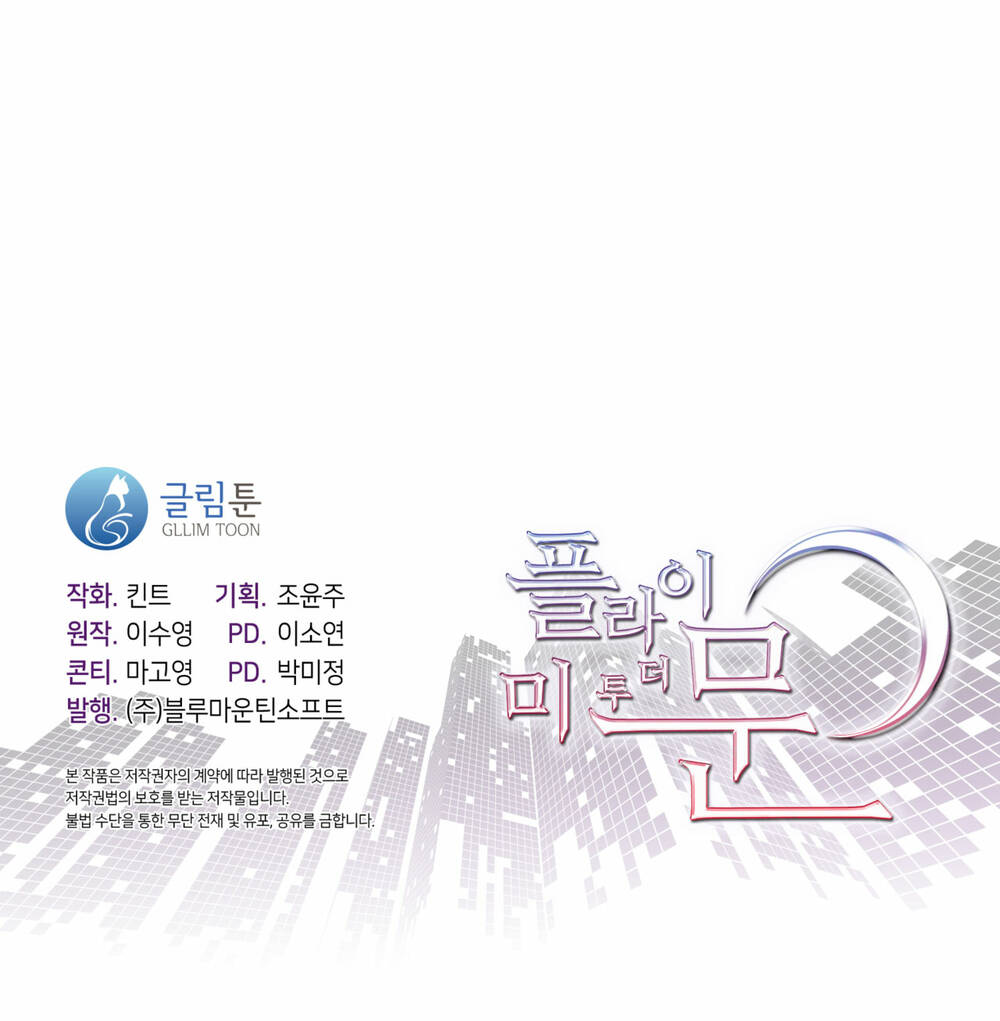 글림툰
GLLIM TOON
작화. 킨트 기획. 조윤주
원작. 이수영 PD. 이소연
콘티. 마고영 PD. 박미정
발행. (주)블루마운틴소프트
본 작품은 저작권자의 계약에 따라 발행된 것으로
저작권법의 보호를 받는 저작물입니다.
불법 수단을 통한 무단 전재 및 유포, 공유를 금합니다.
플라이
미 투 더 문